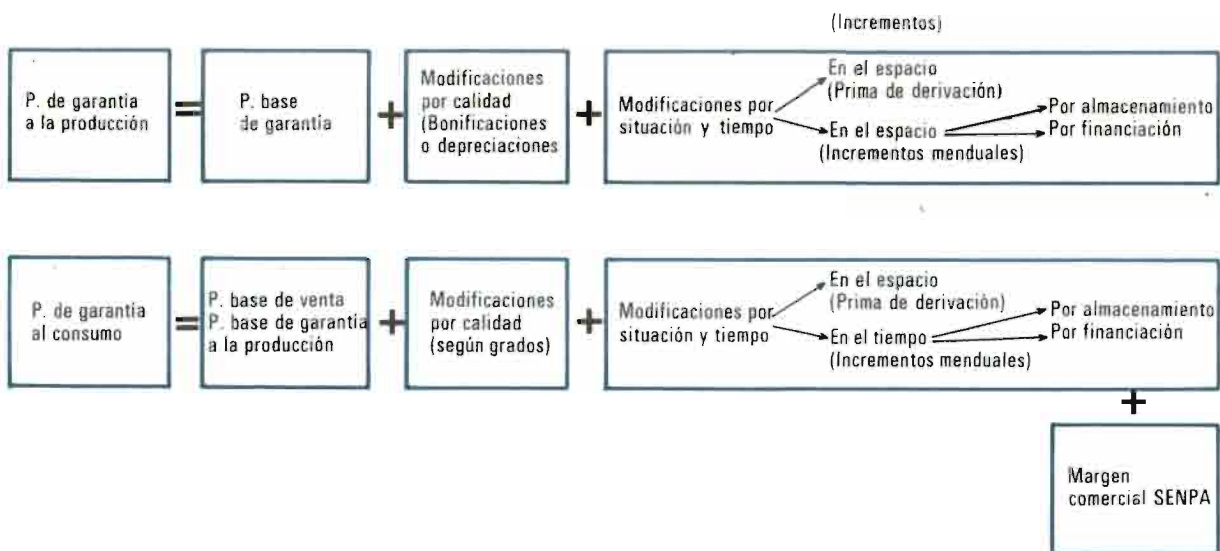 (Incrementos)
P. de garantía
a la producción
=
P. base
de garantía
+
Modificaciones
por calidad
(Bonificaciones
o depreciaciones
+
Modificaciones por
situación y tiempo
En el espacio
(Prima de derivación)
En el espacio
(Incrementos menduales)
Por almacenamiento
Por financiación
P. de garantía
al consumo
=
P. base de venta
P. base de garantía
a la producción
+
Modificaciones
por calidad
(según grados)
+
Modificaciones por
situación y tiempo
En el espacio
(Prima de derivación)
En el tiempo
(Incrementos menduales)
Por almacenamiento
Por financiación
+
Margen
comercial SENPA